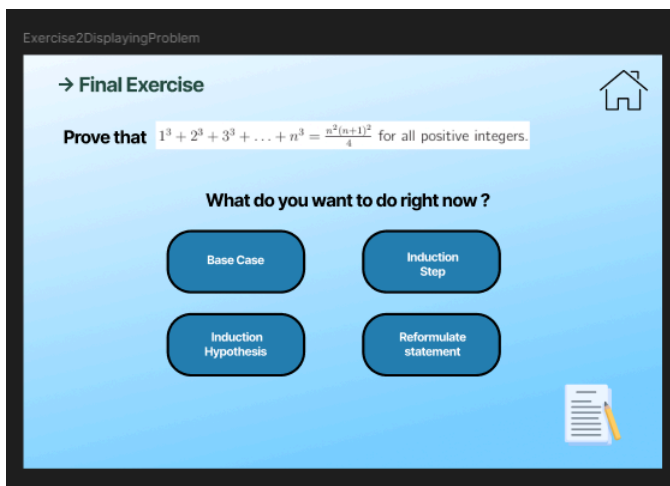 Exercise2DisplayingProblem
→ Final Exercise
Prove that 1³ + 2³ + 3³ + . . . + n³ = n²(n+1)²/4 for all positive integers.
What do you want to do right now ?
Base Case
Induction
Step
Induction
Hypothesis
Reformulate
statement